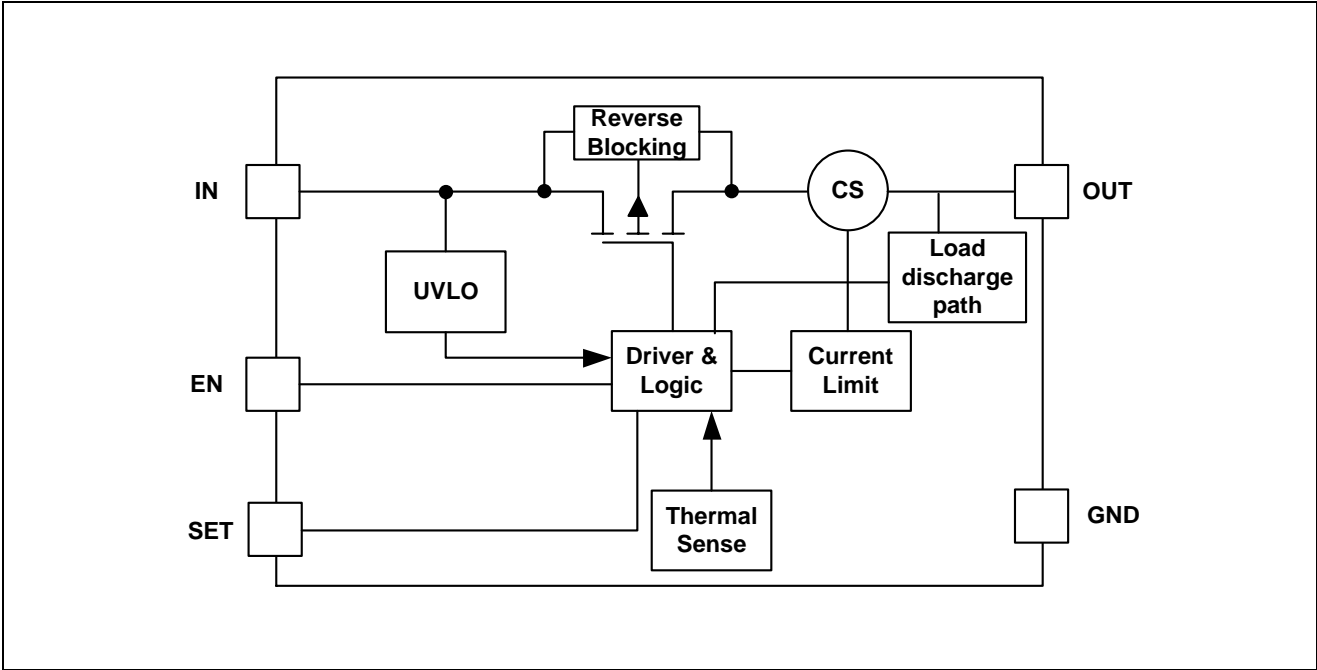 Reverse
Blocking
IN
CS
OUT
Load
discharge
path
UVLO
EN
Driver &
Logic
Current
Limit
SET
Thermal
Sense
GND